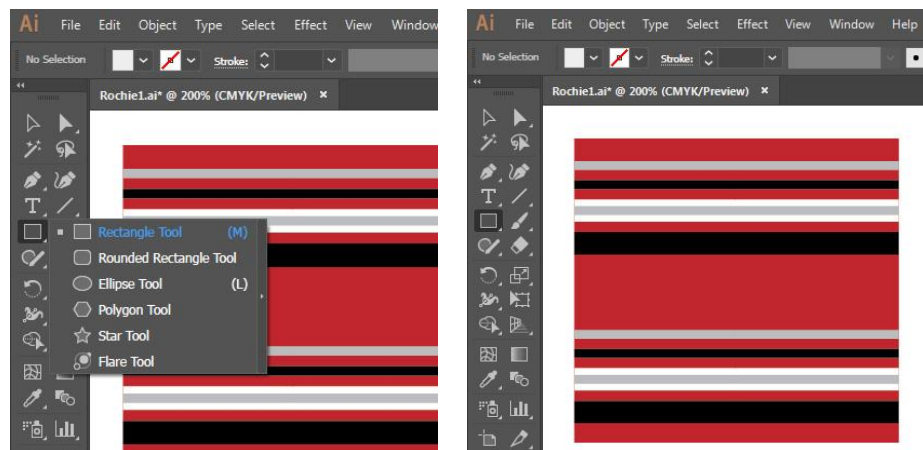 Ai File Edit Object Type Select Effect View Window
No Selection Stroke:
Rochie1.ai* @ 200% (CMYK/Preview) ×
T
Rectangle Tool (M)
Rounded Rectangle Tool
Ellipse Tool (L)
Polygon Tool
Star Tool
Flare Tool
Ai File Edit Object Type Select Effect View Window Help
No Selection Stroke:
Rochie1.ai* @ 200% (CMYK/Preview) ×
T